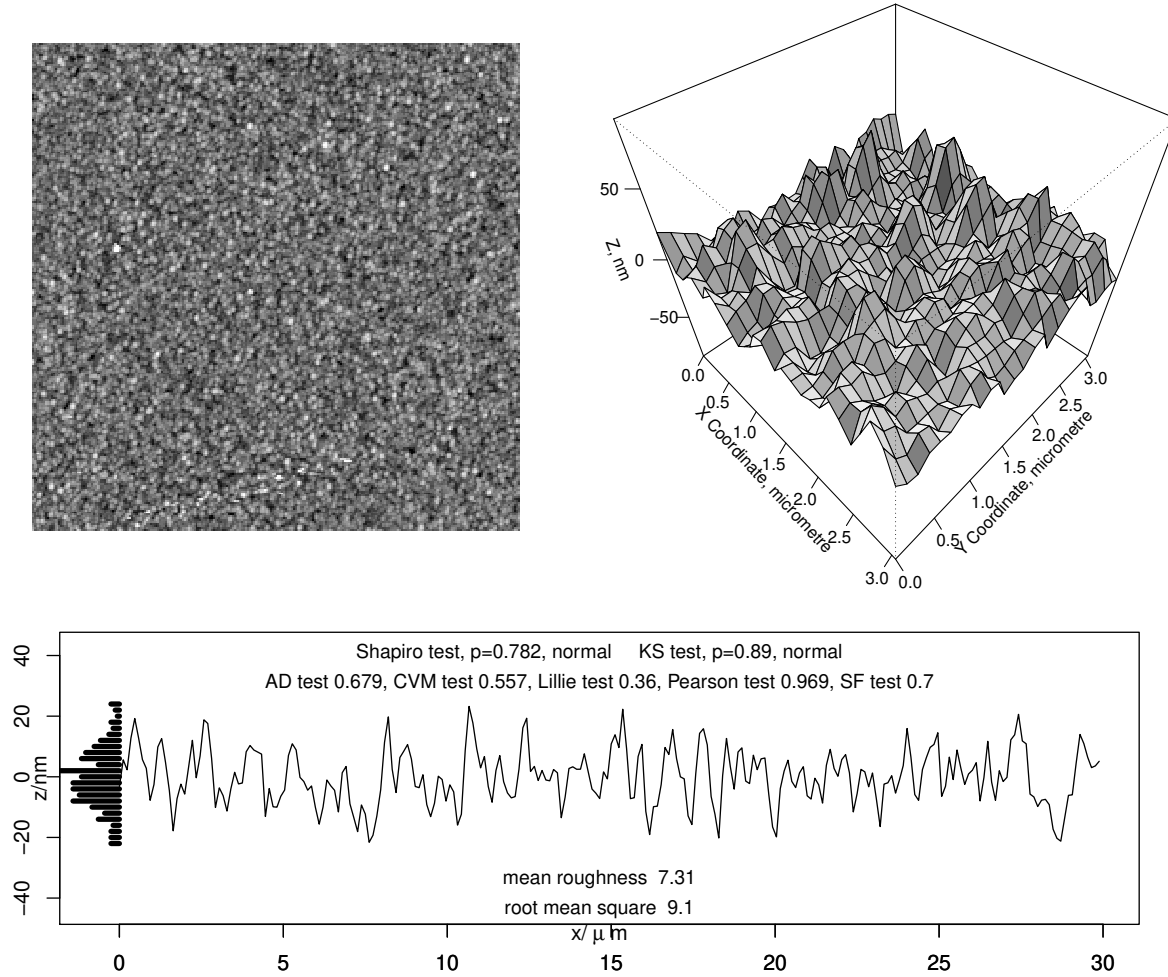 50
0
−50
Z, nm
0.0
0.5
1.0
1.5
2.0
2.5
3.0
X Coordinate, micrometre
0.0
0.5
1.0
1.5
2.0
2.5
3.0
Y Coordinate, micrometre
Shapiro test, p=0.782, normal KS test, p=0.89, normal
AD test 0.679, CVM test 0.557, Lillie test 0.36, Pearson test 0.969, SF test 0.7
40
20
0
−20
−40
z/nm
mean roughness 7.31
root mean square 9.1
x/ μ m
0 5 10 15 20 25 30